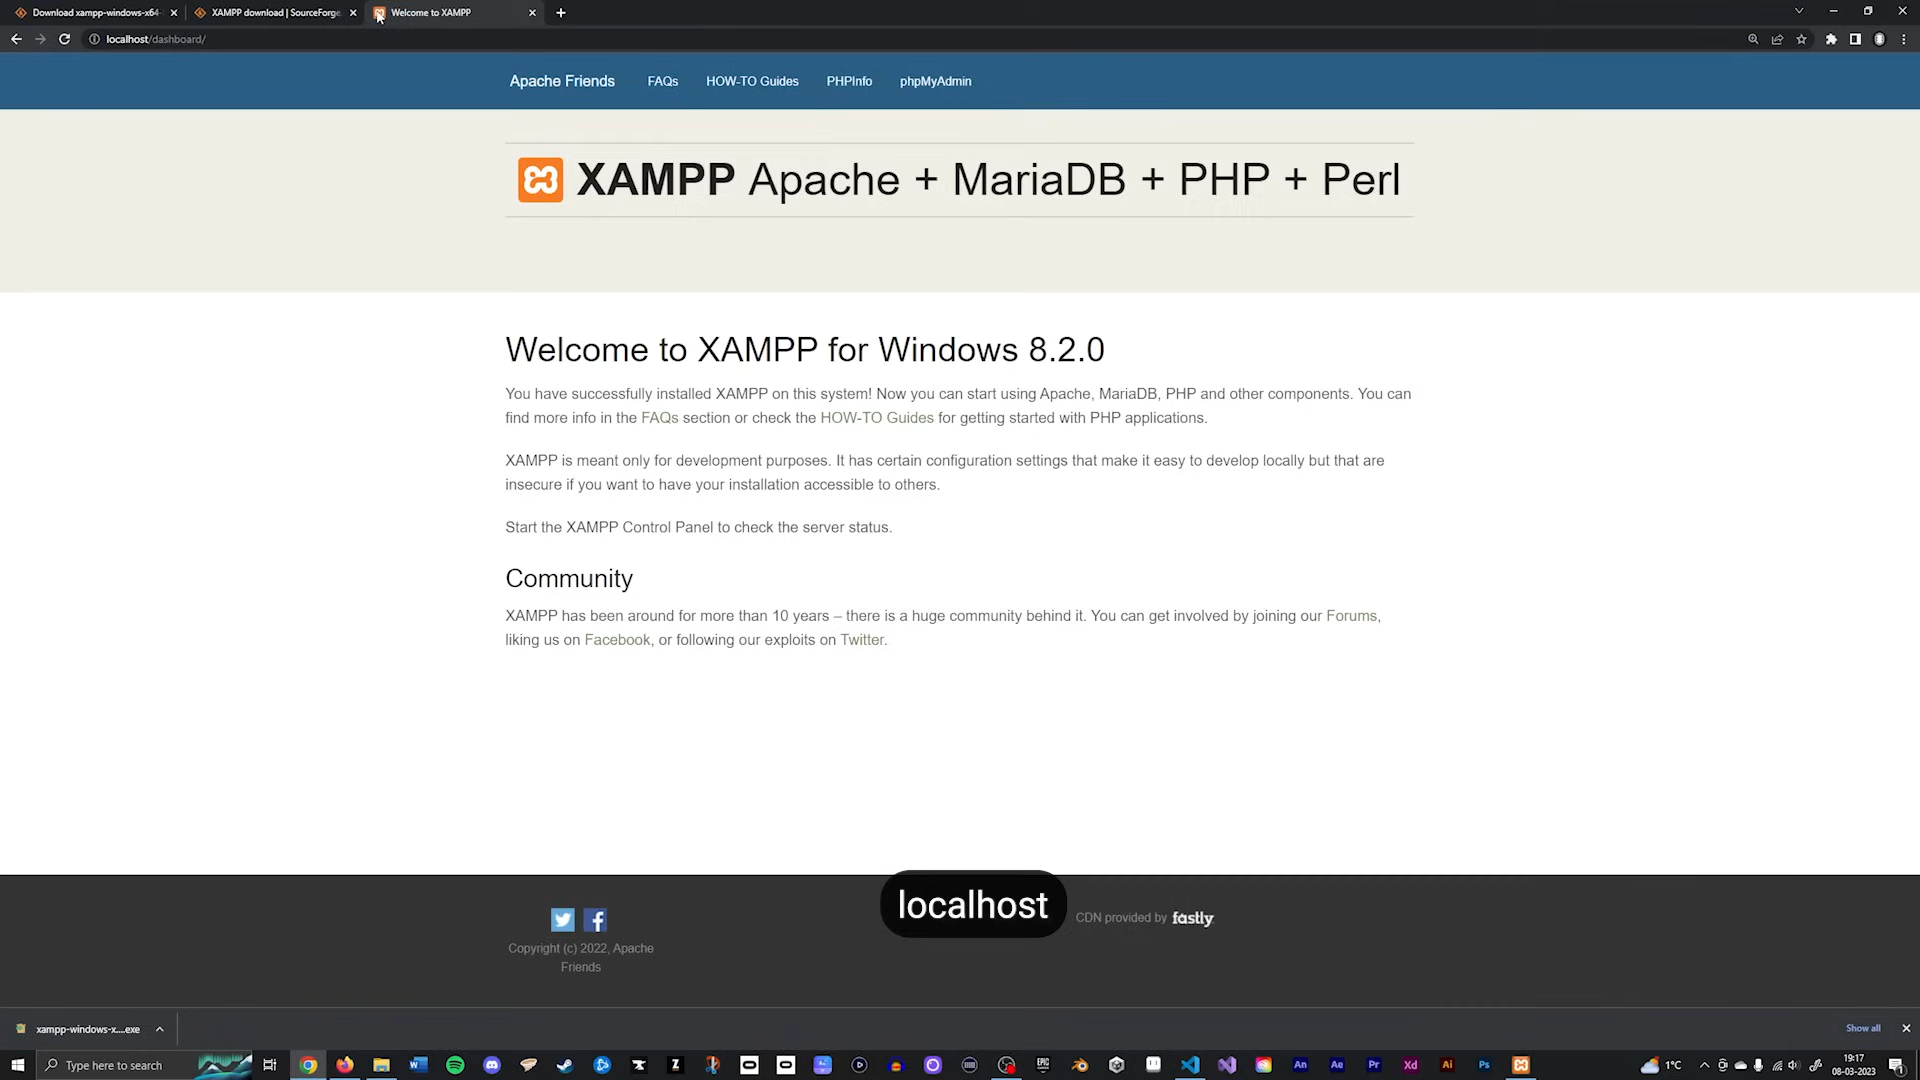 Download xampp-windows-x64-
XAMPP download | SourceForge.
Welcome to XAMPP
localhost/dashboard/
Apache Friends
FAQs
HOW-TO Guides
PHPInfo
phpMyAdmin
XAMPP Apache + MariaDB + PHP + Perl
Welcome to XAMPP for Windows 8.2.0
You have successfully installed XAMPP on this system! Now you can start using Apache, MariaDB, PHP and other components. You can
find more info in the FAQs section or check the HOW-TO Guides for getting started with PHP applications.
XAMPP is meant only for development purposes. It has certain configuration settings that make it easy to develop locally but that are
insecure if you want to have your installation accessible to others.
Start the XAMPP Control Panel to check the server status.
Community
XAMPP has been around for more than 10 years – there is a huge community behind it. You can get involved by joining our Forums,
liking us on Facebook, or following our exploits on Twitter.
localhost
CDN provided by fastly
Copyright (c) 2022, Apache
Friends
xampp-windows-x....exe
Show all
Type here to search
EPIC
An
Ae
Pr
Xd
Ai
Ps
1°C
19:17
08-03-2023